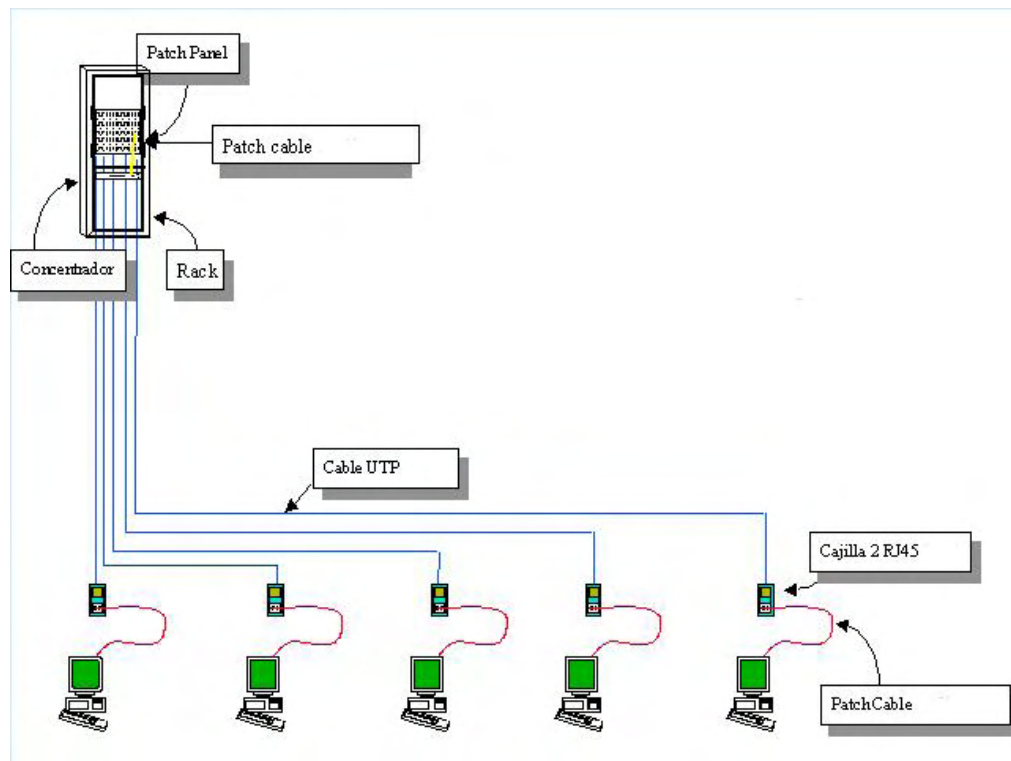 Patch Panel
Patch cable
Concentrador
Rack
Cable UTP
Cajilla 2 RJ45
PatchCable